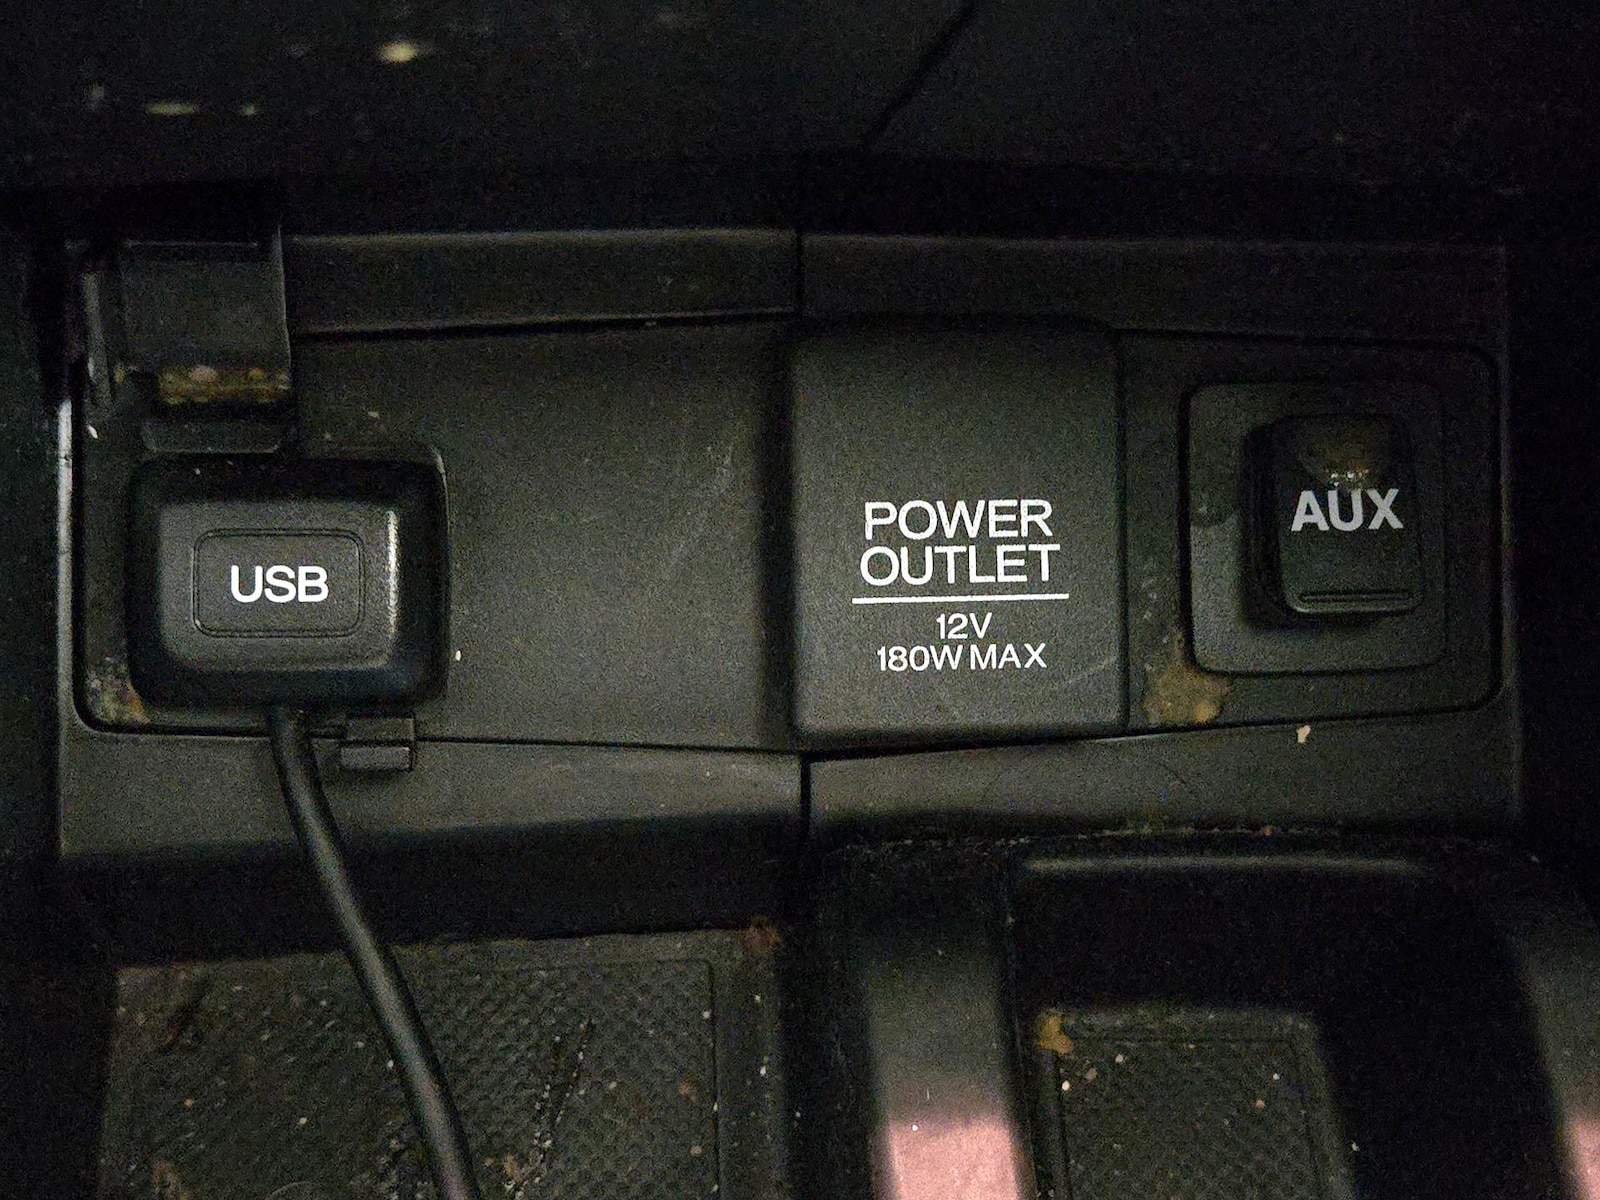 USB
POWER
OUTLET
12V
180W MAX
AUX